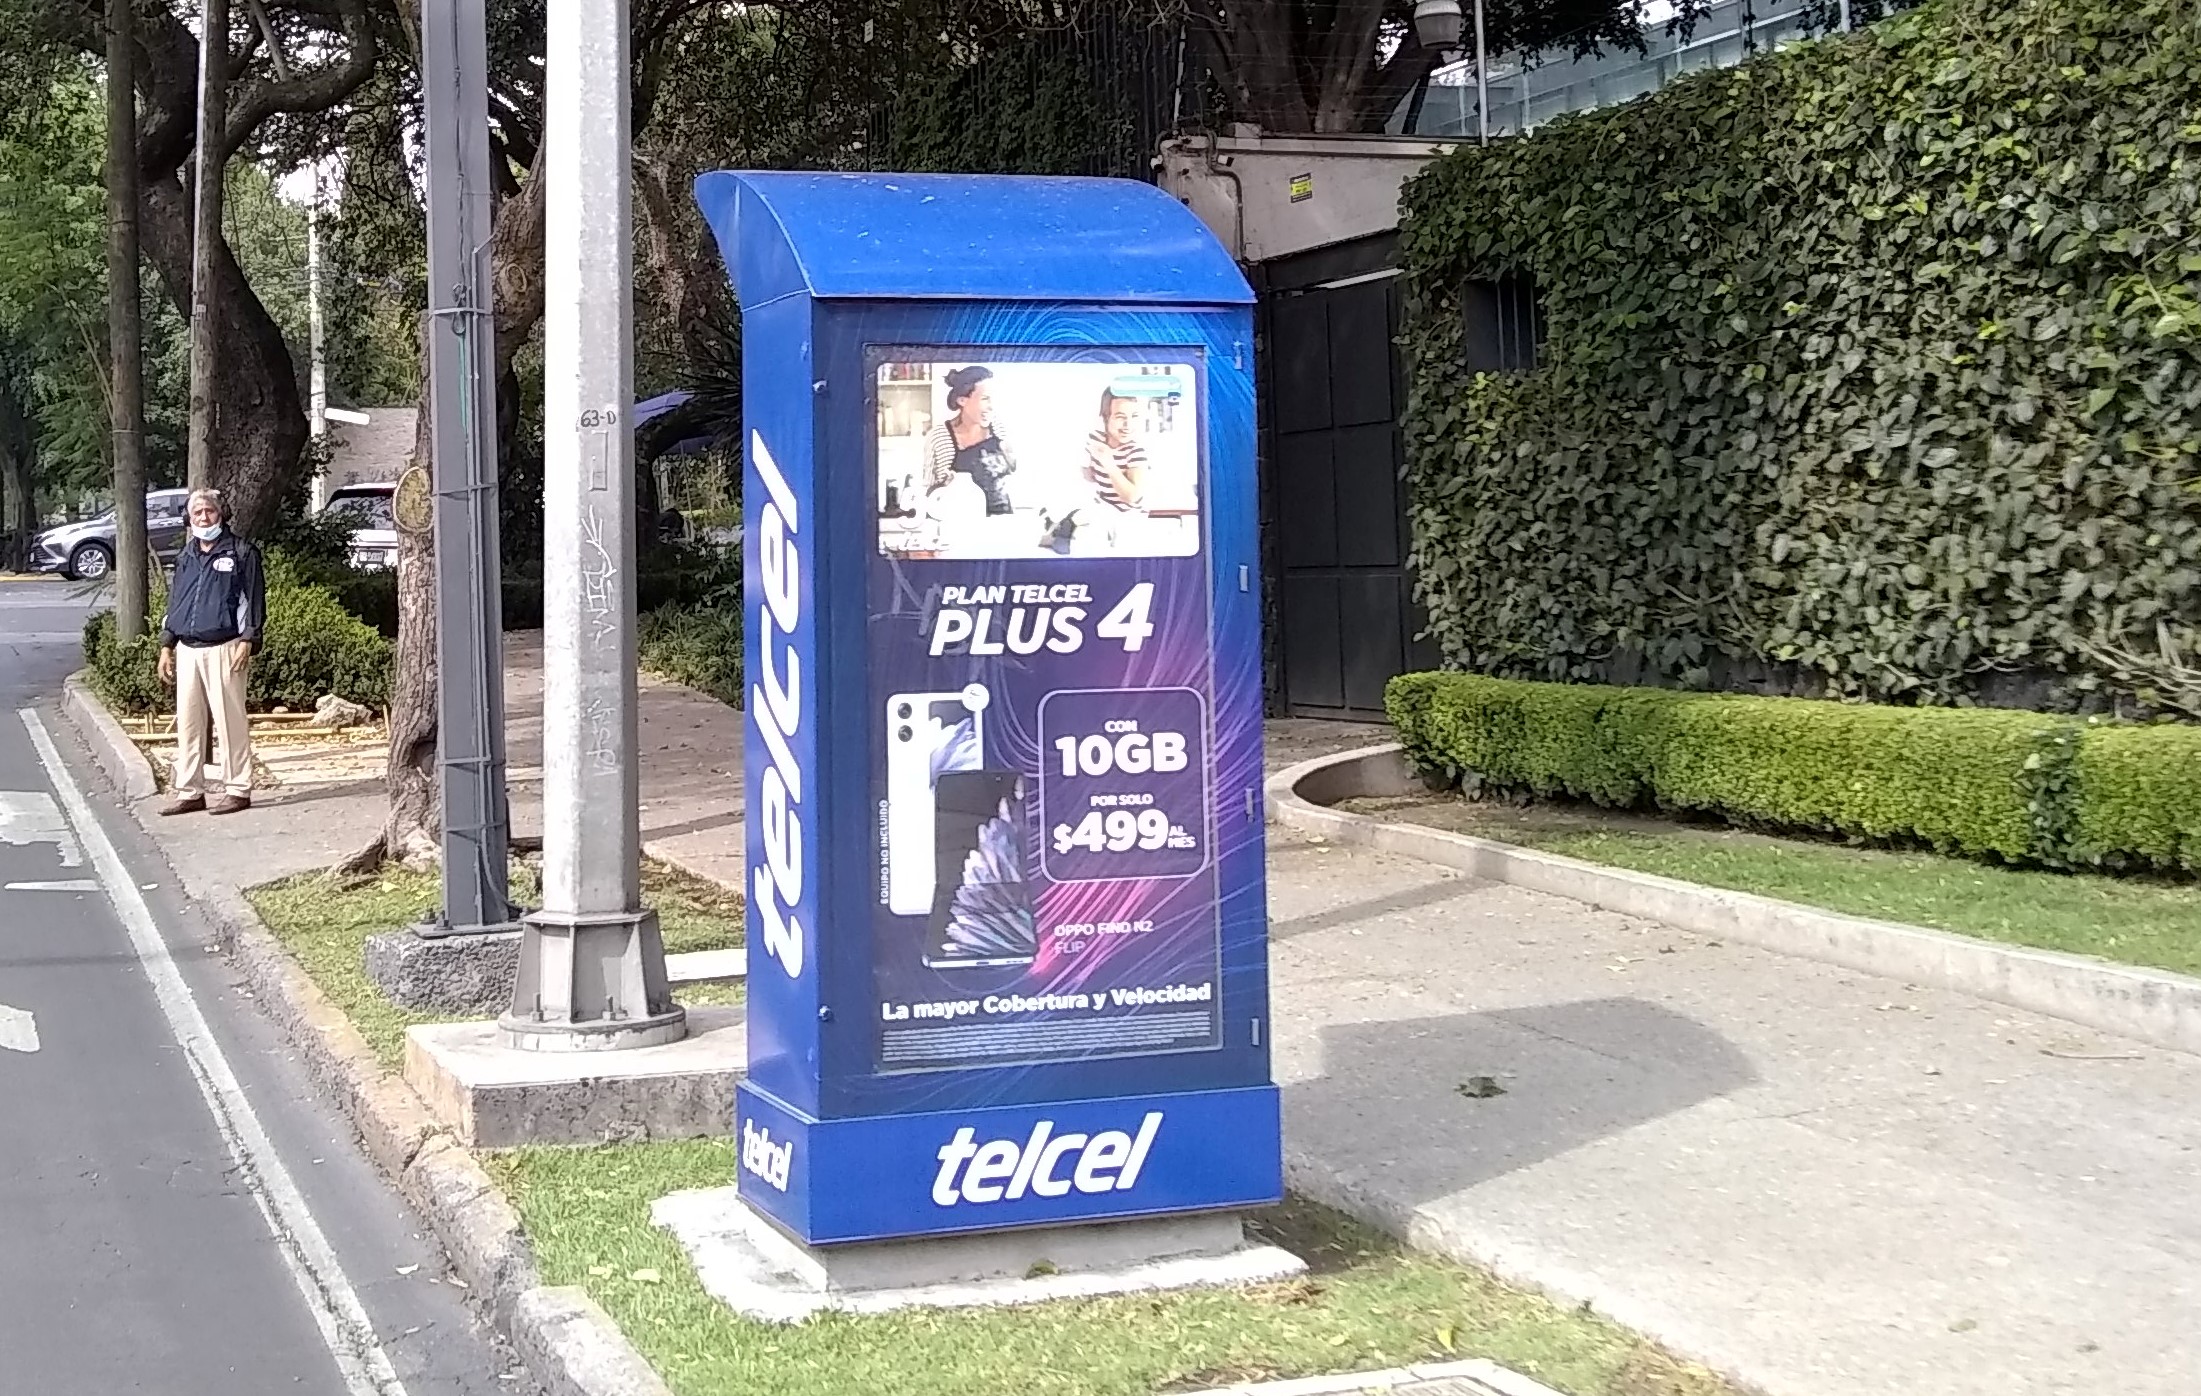 63-D
telcel
PLAN TELCEL
PLUS 4
CON
10GB
POR SOLO
$499 AL MES
EQUIPO NO INCLUIDO
OPPO FIND N2
FLIP
La mayor Cobertura y Velocidad
telcel
telcel